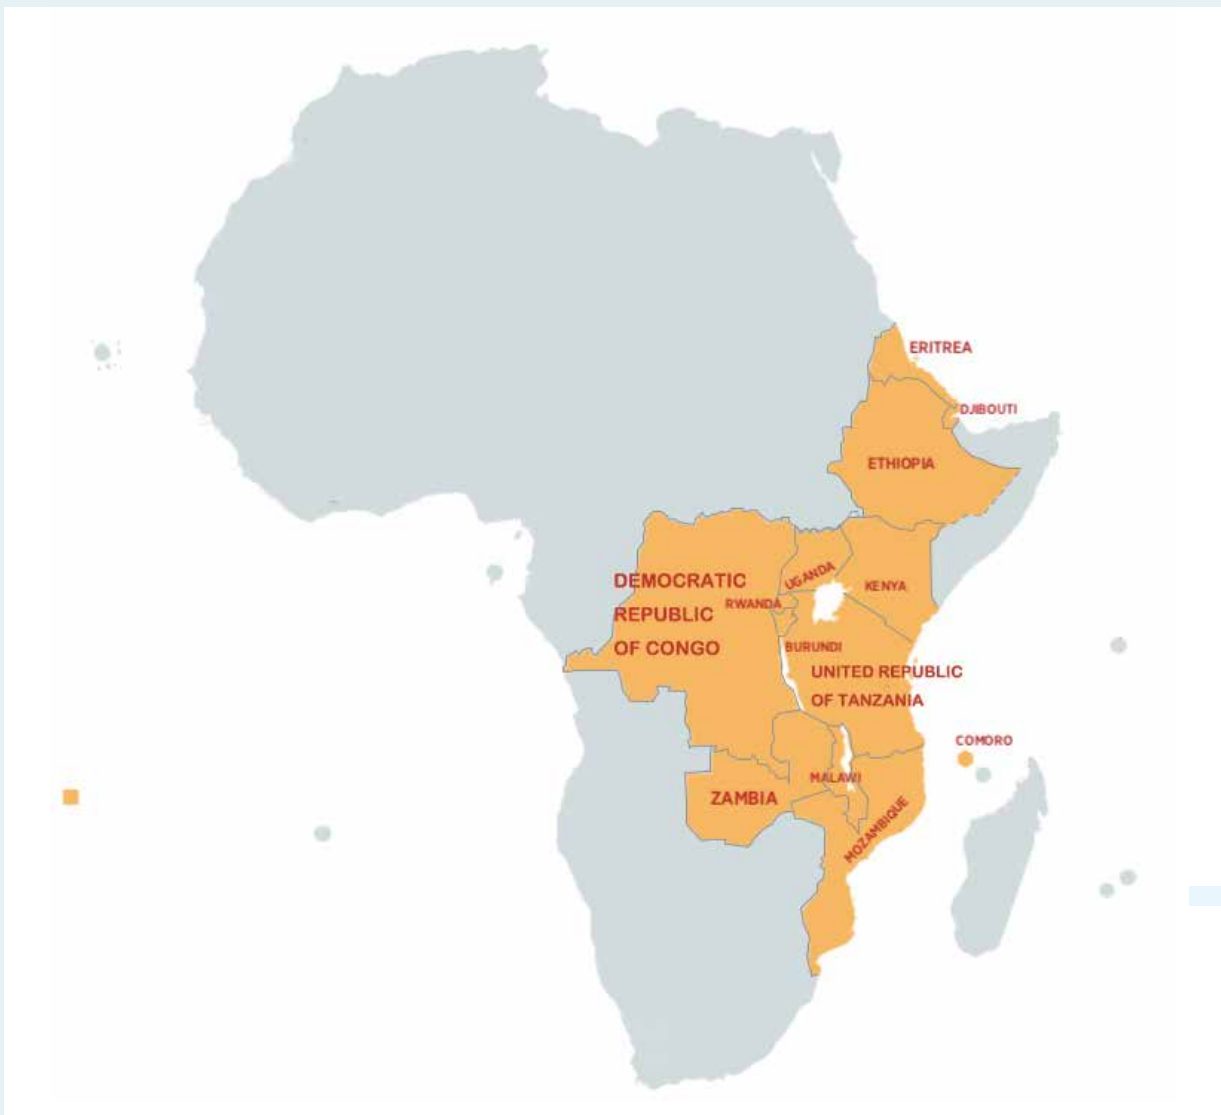 ERITREA
DJIBOUTI
ETHIOPIA
DEMOCRATIC
REPUBLIC
OF CONGO
UGANDA
KENYA
RWANDA
BURUNDI
UNITED REPUBLIC
OF TANZANIA
COMORO
MALAWI
ZAMBIA
MOZAMBIQUE